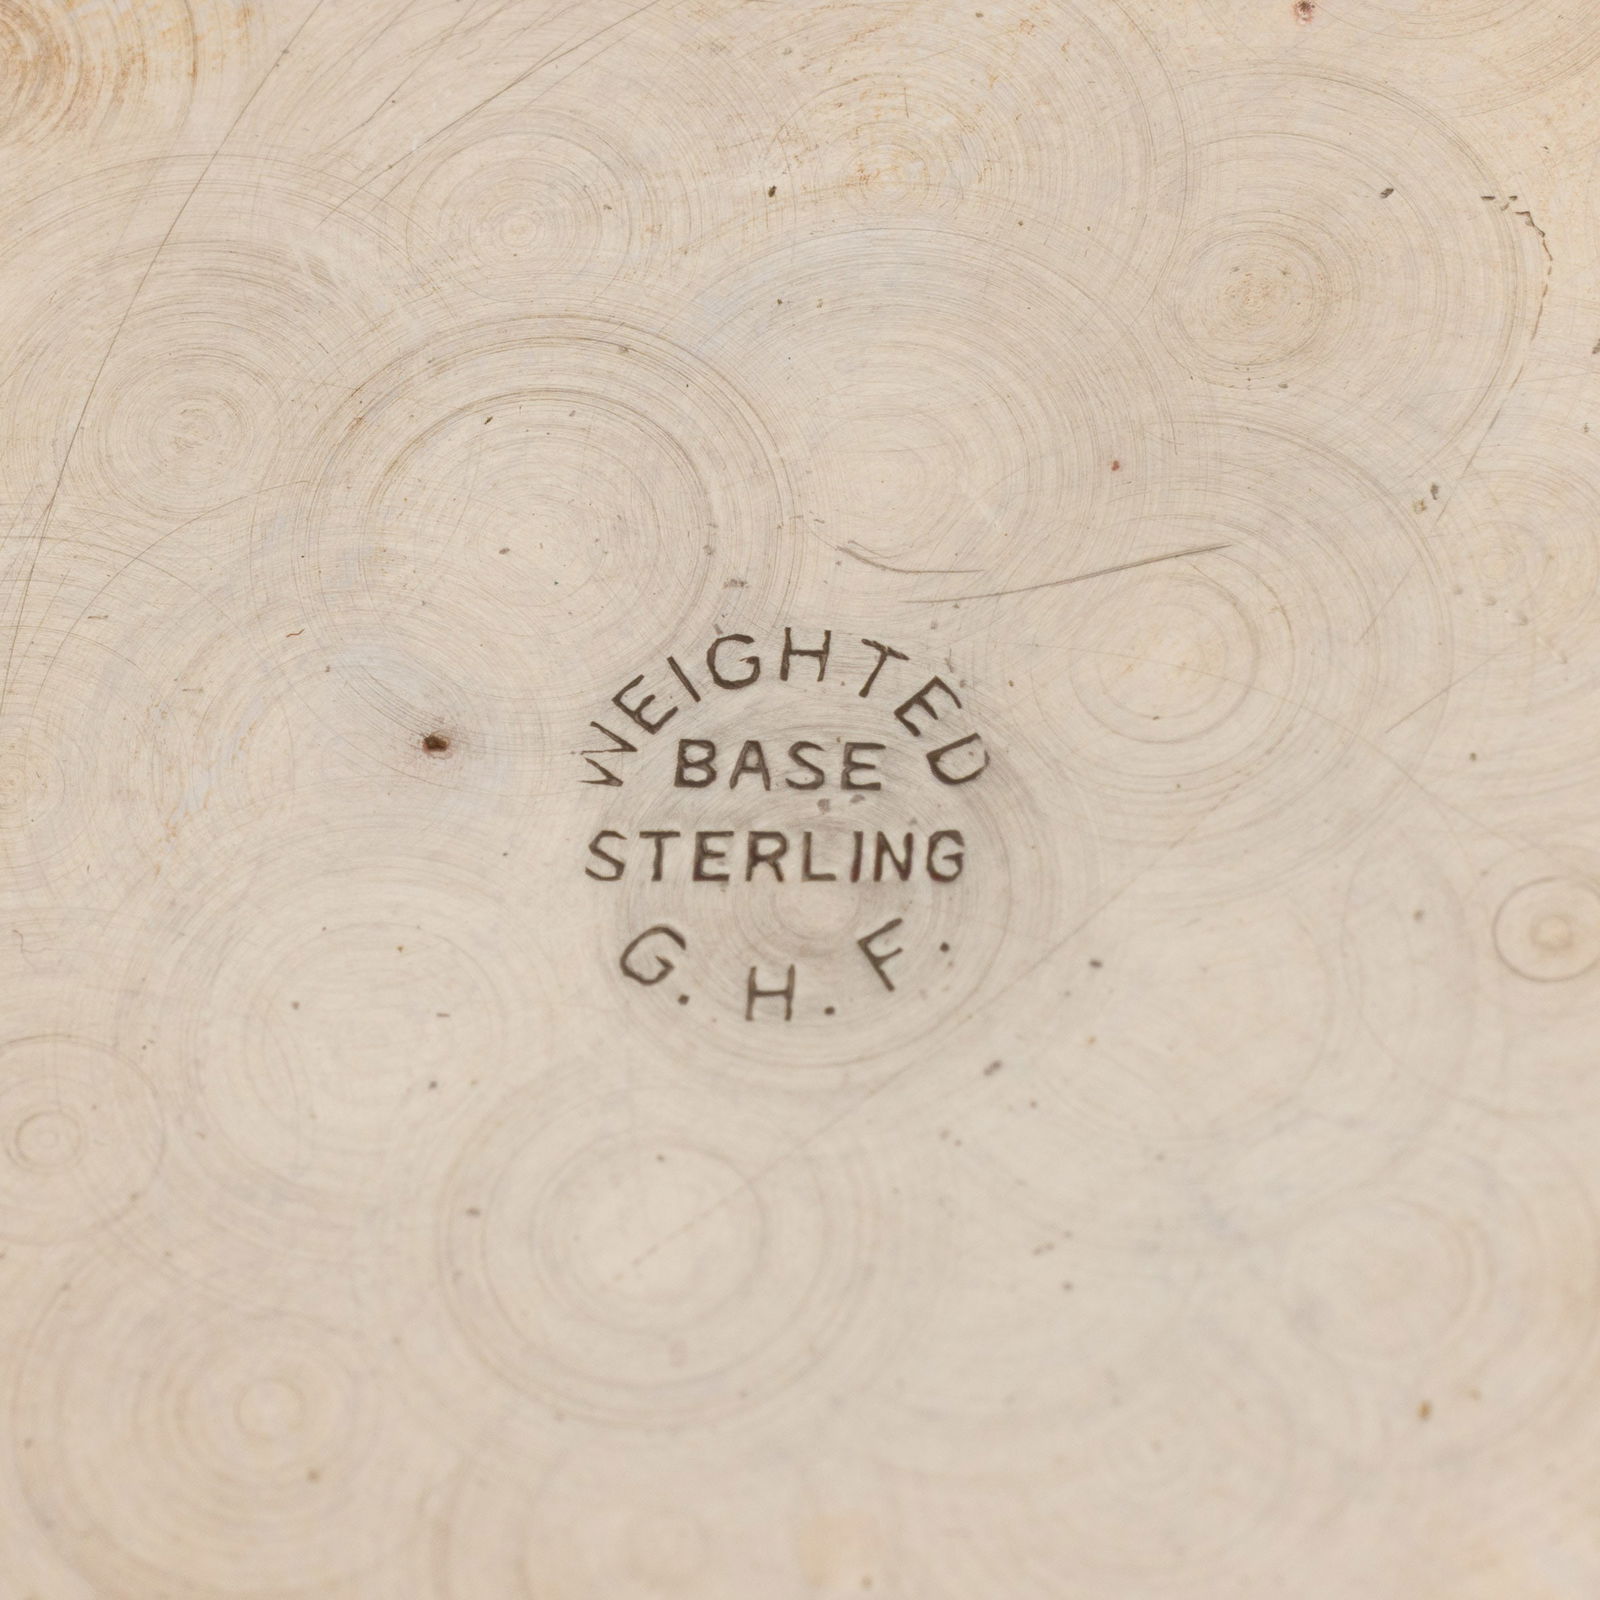 WEIGHTED
BASE
STERLING
G. H. F.